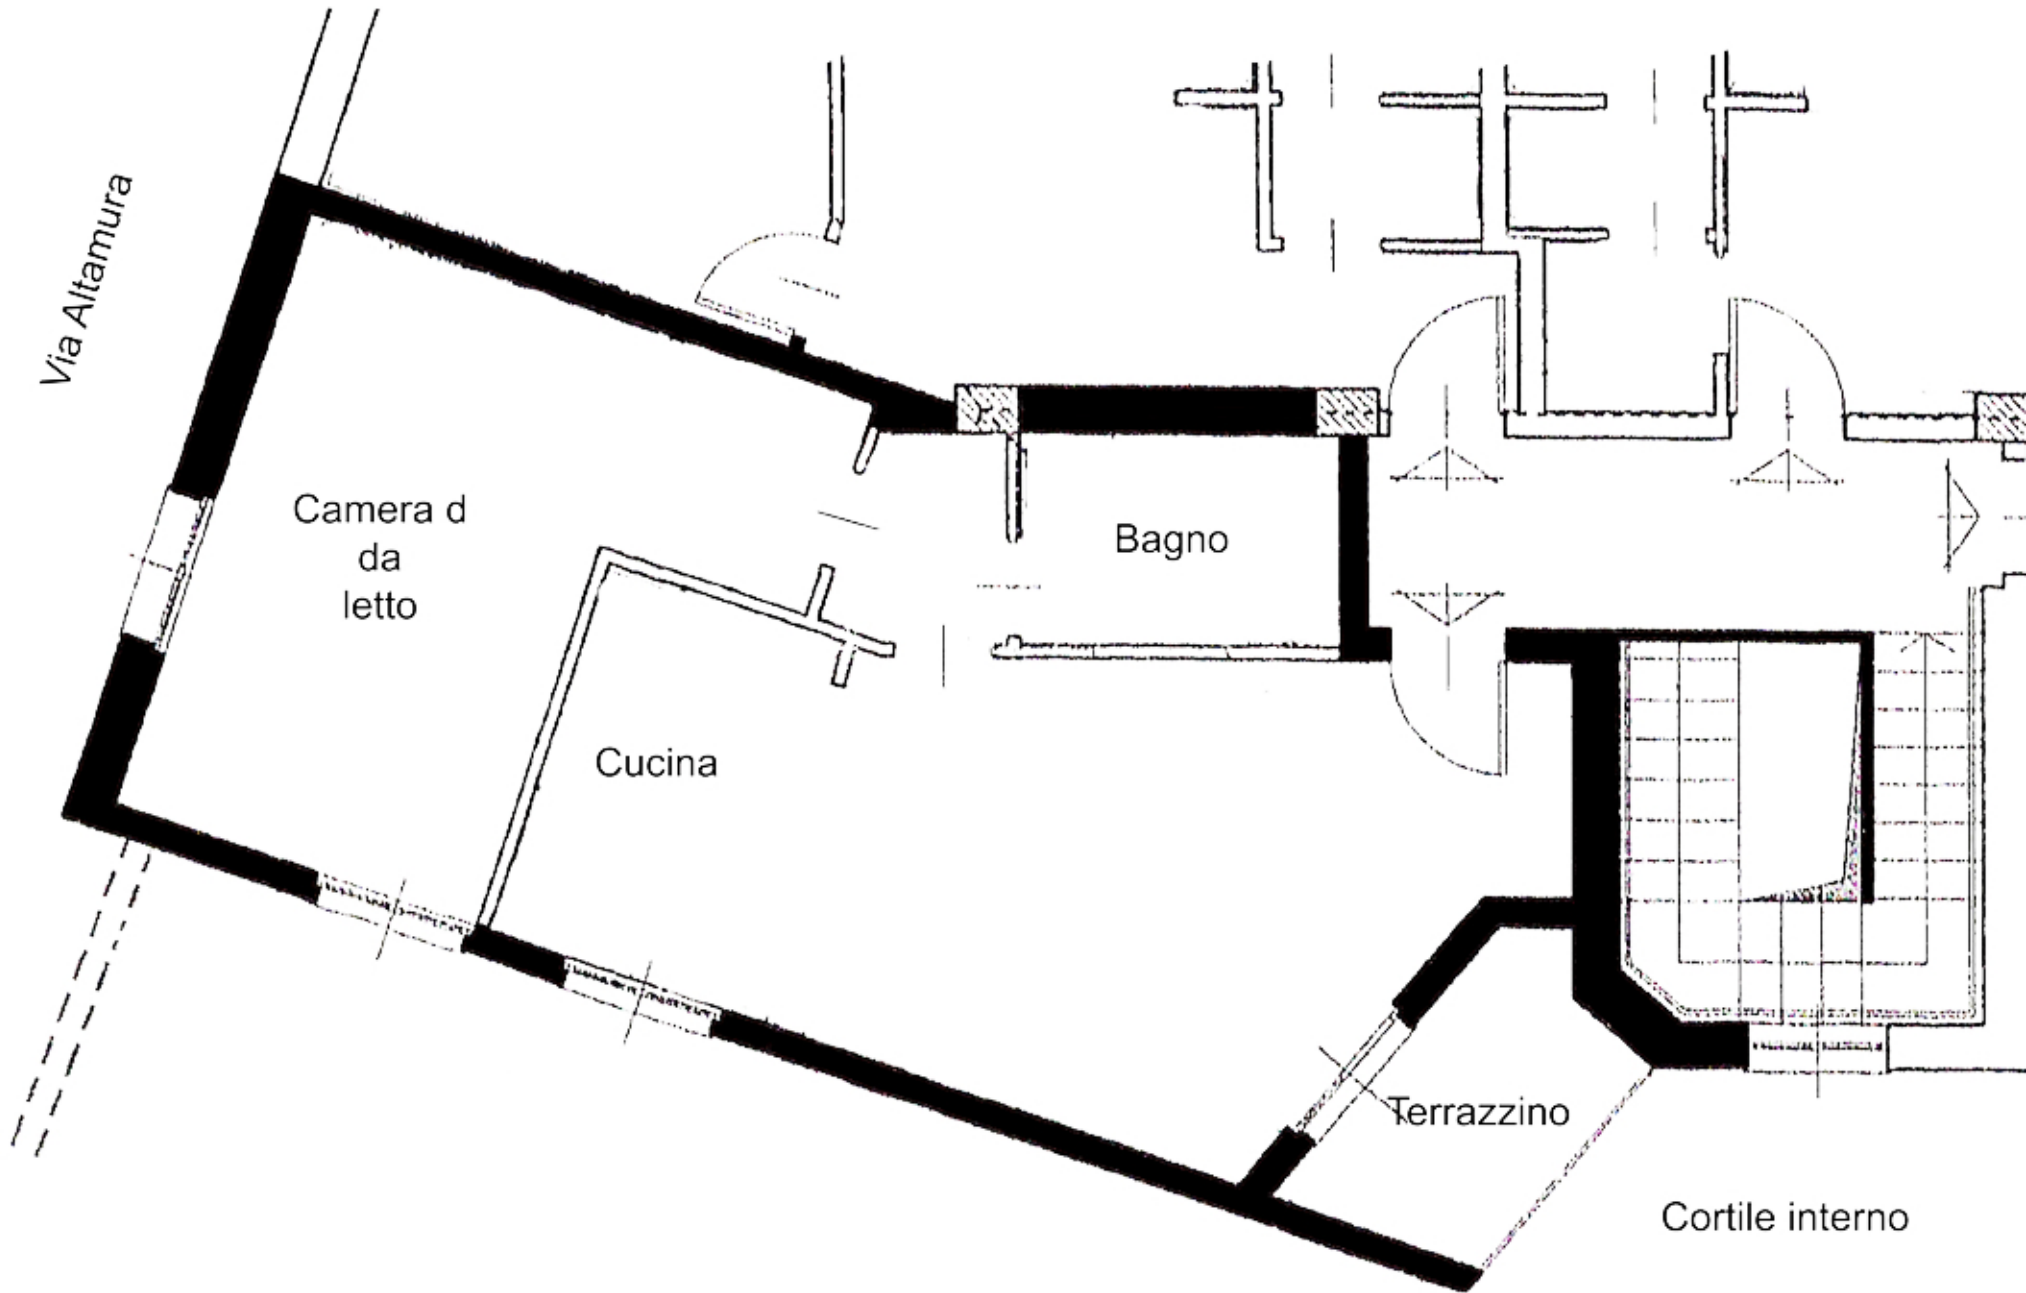 Via Altamura
Camera d
da
letto
Bagno
Cucina
Terrazzino
Cortile interno